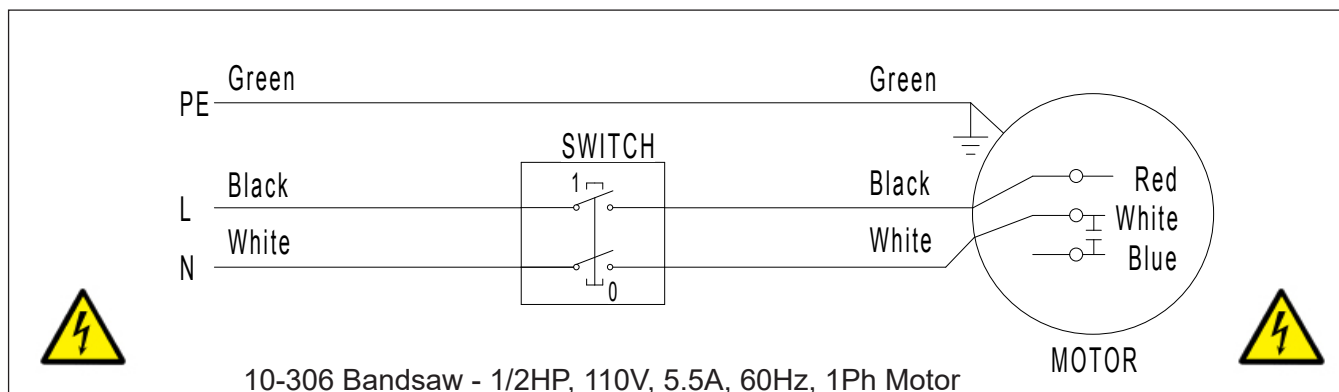 Green Green
PE
SWITCH
Black 1 Black Red
L
White White White
N
0 Blue
MOTOR
10-306 Bandsaw - 1/2HP, 110V, 5.5A, 60Hz, 1Ph Motor